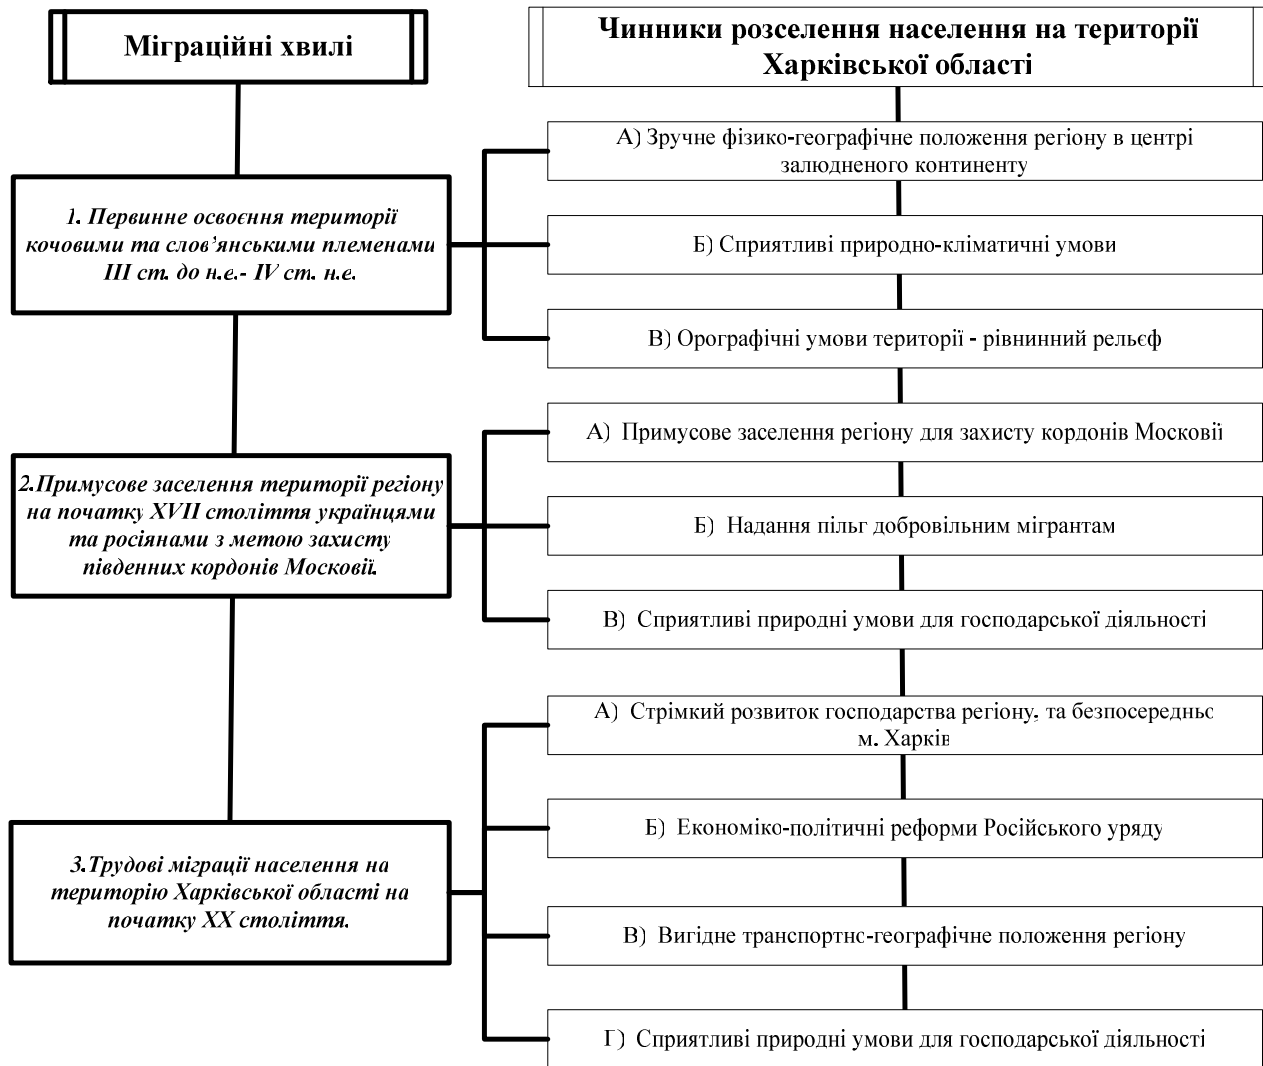 Міграційні хвилі
Чинники розселення населення на території
Харківської області
1. Первинне освоєння території
кочовими та слов’янськими племенами
III ст. до н.е.- IV ст. н.е.
А) Зручне фізико-географічне положення регіону в центрі
залюдненого континенту
Б) Сприятливі природно-кліматичні умови
В) Орографічні умови території - рівнинний рельєф
2.Примусове заселення території регіону
на початку XVII століття українцями
та росіянами з метою захисту
південних кордонів Московії.
А) Примусове заселення регіону для захисту кордонів Московії
Б) Надання пільг добровільним мігрантам
В) Сприятливі природні умови для господарської діяльності
3.Трудові міграції населення на
територію Харківської області на
початку XX століття.
А) Стрімкий розвиток господарства регіону, та безпосередньо
м. Харків
Б) Економіко-політичні реформи Російського уряду
В) Вигідне транспортно-географічне положення регіону
Г) Сприятливі природні умови для господарської діяльності